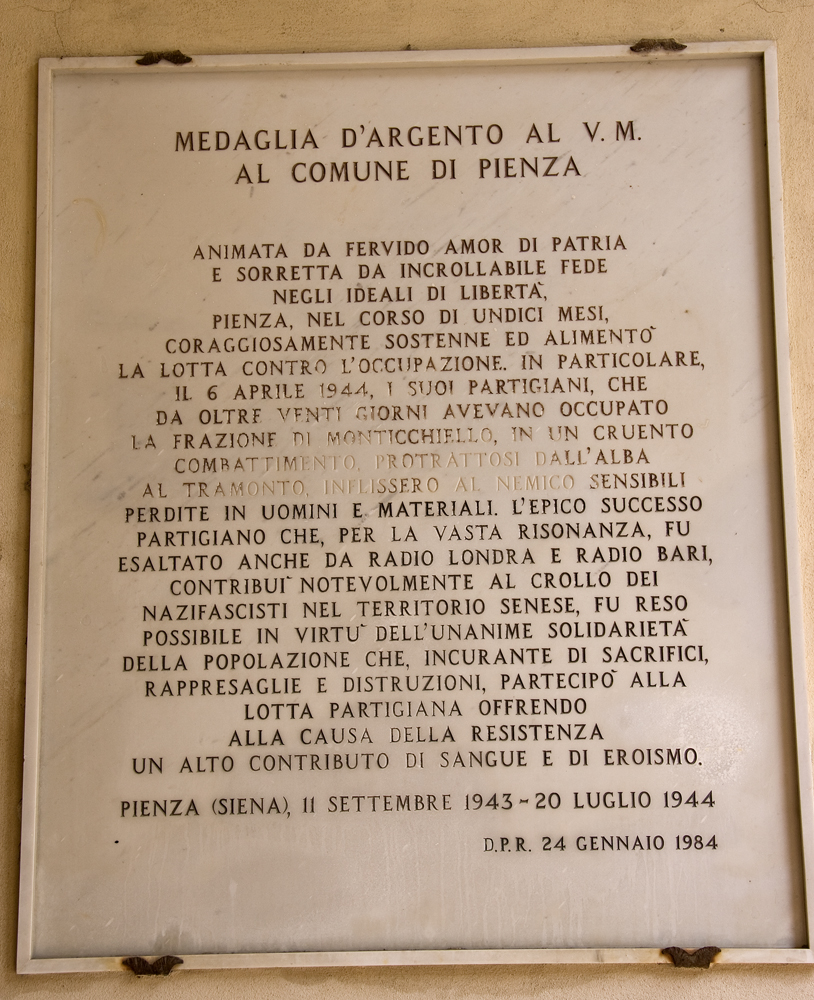 MEDAGLIA D'ARGENTO AL V. M.
AL COMUNE DI PIENZA
ANIMATA DA FERVIDO AMOR DI PATRIA
E SORRETTA DA INCROLLABILE FEDE
NEGLI IDEALI DI LIBERTÀ,
PIENZA, NEL CORSO DI UNDICI MESI,
CORAGGIOSAMENTE SOSTENNE ED ALIMENTÒ
LA LOTTA CONTRO L'OCCUPAZIONE. IN PARTICOLARE,
IL 6 APRILE 1944, I SUOI PARTIGIANI, CHE
DA OLTRE VENTI GIORNI AVEVANO OCCUPATO
LA FRAZIONE DI MONTICCHIELLO, IN UN CRUENTO
COMBATTIMENTO, PROTRATTOSI DALL'ALBA
AL TRAMONTO, INFLISSERO AL NEMICO SENSIBILI
PERDITE IN UOMINI E MATERIALI. L'EPICO SUCCESSO
PARTIGIANO CHE, PER LA VASTA RISONANZA, FU
ESALTATO ANCHE DA RADIO LONDRA E RADIO BARI,
CONTRIBUÌ NOTEVOLMENTE AL CROLLO DEI
NAZIFASCISTI NEL TERRITORIO SENESE, FU RESO
POSSIBILE IN VIRTÙ DELL'UNANIME SOLIDARIETÀ
DELLA POPOLAZIONE CHE, INCURANTE DI SACRIFICI,
RAPPRESAGLIE E DISTRUZIONI, PARTECIPÒ ALLA
LOTTA PARTIGIANA OFFRENDO
ALLA CAUSA DELLA RESISTENZA
UN ALTO CONTRIBUTO DI SANGUE E DI EROISMO.
PIENZA (SIENA), 11 SETTEMBRE 1943 - 20 LUGLIO 1944
D.P.R. 24 GENNAIO 1984